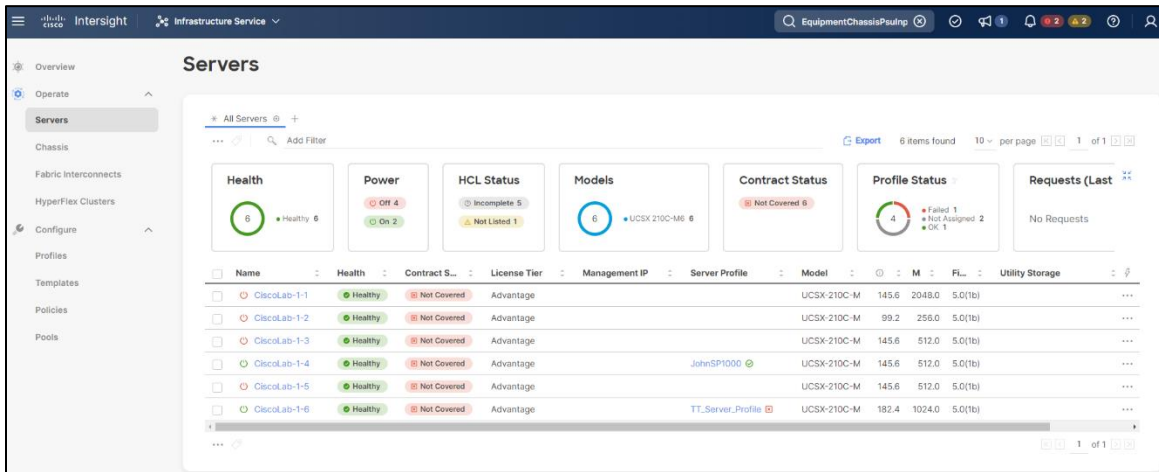 cisco Intersight Infrastructure Service EquipmentChassisPsuInp 1 2 2
Overview
Operate
Servers
Chassis
Fabric Interconnects
HyperFlex Clusters
Configure
Profiles
Templates
Policies
Pools
Servers
All Servers +
... Add Filter Export 6 items found 10 per page 1 of 1
Health
6 Healthy 6
Power
Off 4
On 2
HCL Status
Incomplete 5
Not Listed 1
Models
6 UCSX 210C-M6 6
Contract Status
Not Covered 6
Profile Status
4
Failed 1
Not Assigned 2
OK 1
Requests (Last
No Requests
Name Health Contract S... License Tier Management IP Server Profile Model M Fi... Utility Storage
CiscoLab-1-1 Healthy Not Covered Advantage UCSX-210C-M 145.6 2048.0 5.0(1b) ...
CiscoLab-1-2 Healthy Not Covered Advantage UCSX-210C-M 99.2 256.0 5.0(1b) ...
CiscoLab-1-3 Healthy Not Covered Advantage UCSX-210C-M 145.6 512.0 5.0(1b) ...
CiscoLab-1-4 Healthy Not Covered Advantage JohnSP1000 UCSX-210C-M 145.6 512.0 5.0(1b) ...
CiscoLab-1-5 Healthy Not Covered Advantage UCSX-210C-M 145.6 512.0 5.0(1b) ...
CiscoLab-1-6 Healthy Not Covered Advantage TT_Server_Profile UCSX-210C-M 182.4 1024.0 5.0(1b) ...
... 1 of 1